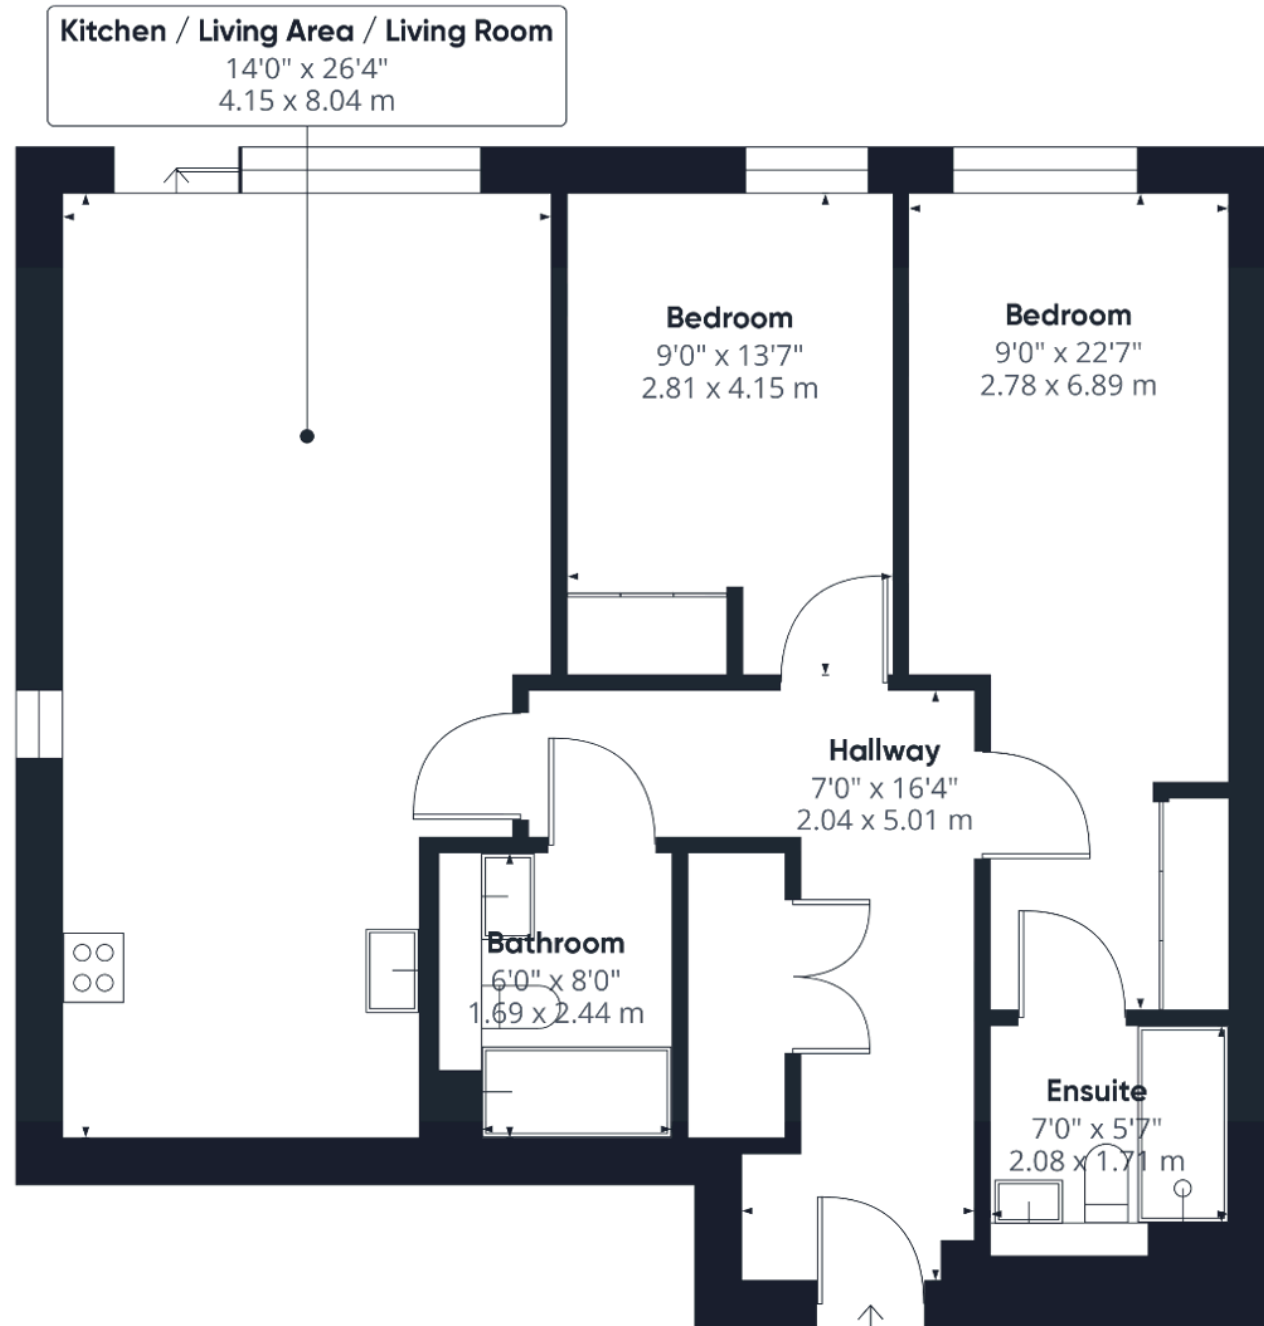 Kitchen / Living Area / Living Room
14'0" x 26'4"
4.15 x 8.04 m
Bedroom
9'0" x 13'7"
2.81 x 4.15 m
Bedroom
9'0" x 22'7"
2.78 x 6.89 m
Hallway
7'0" x 16'4"
2.04 x 5.01 m
Bathroom
6'0" x 8'0"
1.69 x 2.44 m
Ensuite
7'0" x 5'7"
2.08 x 1.71 m